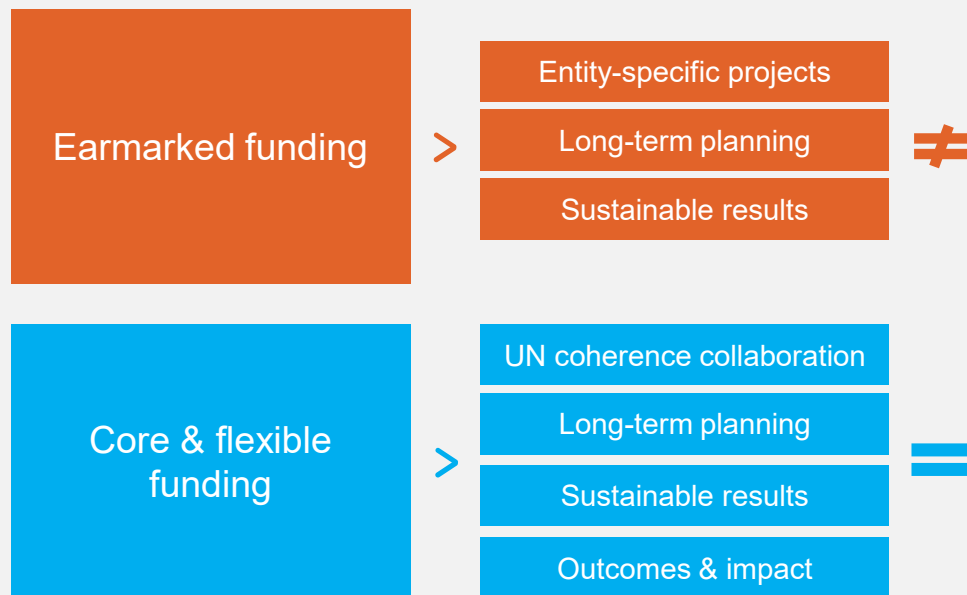 Earmarked funding
>
Entity-specific projects
Long-term planning
Sustainable results
≠
Core & flexible
funding
>
UN coherence collaboration
Long-term planning
Sustainable results
Outcomes & impact
=